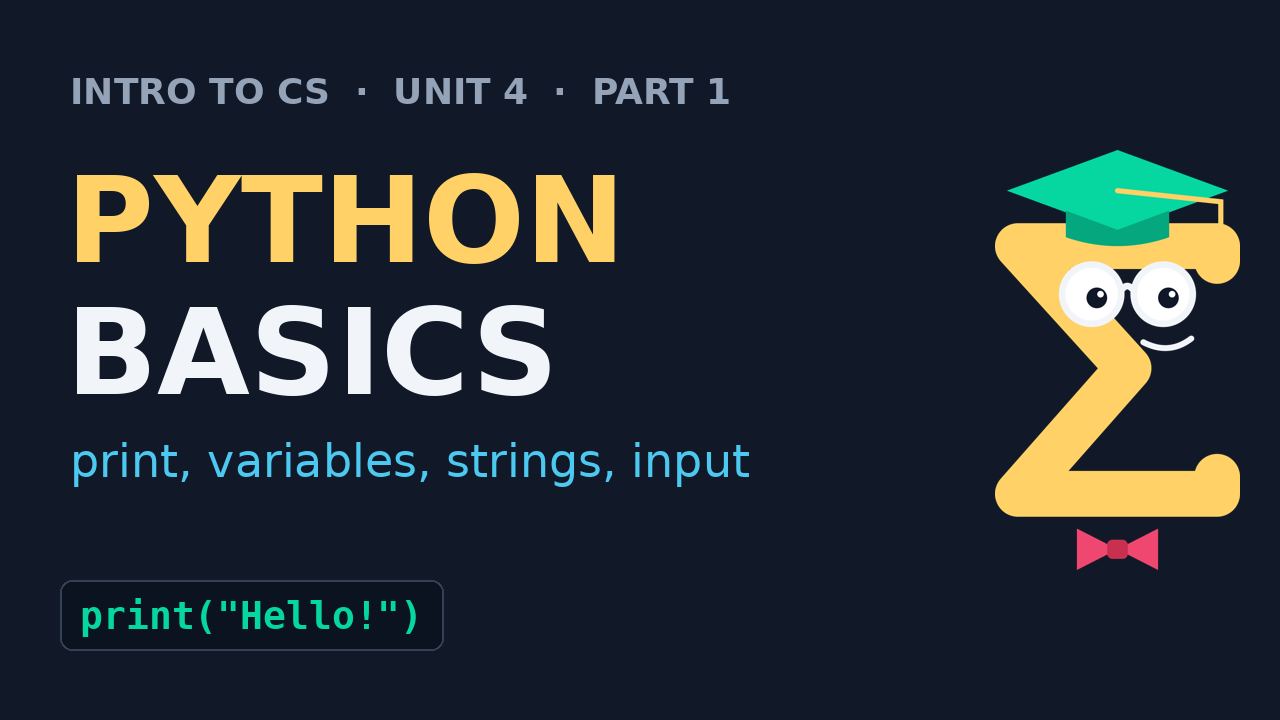 INTRO TO CS · UNIT 4 · PART 1
PYTHON
BASICS
print, variables, strings, input
print("Hello!")